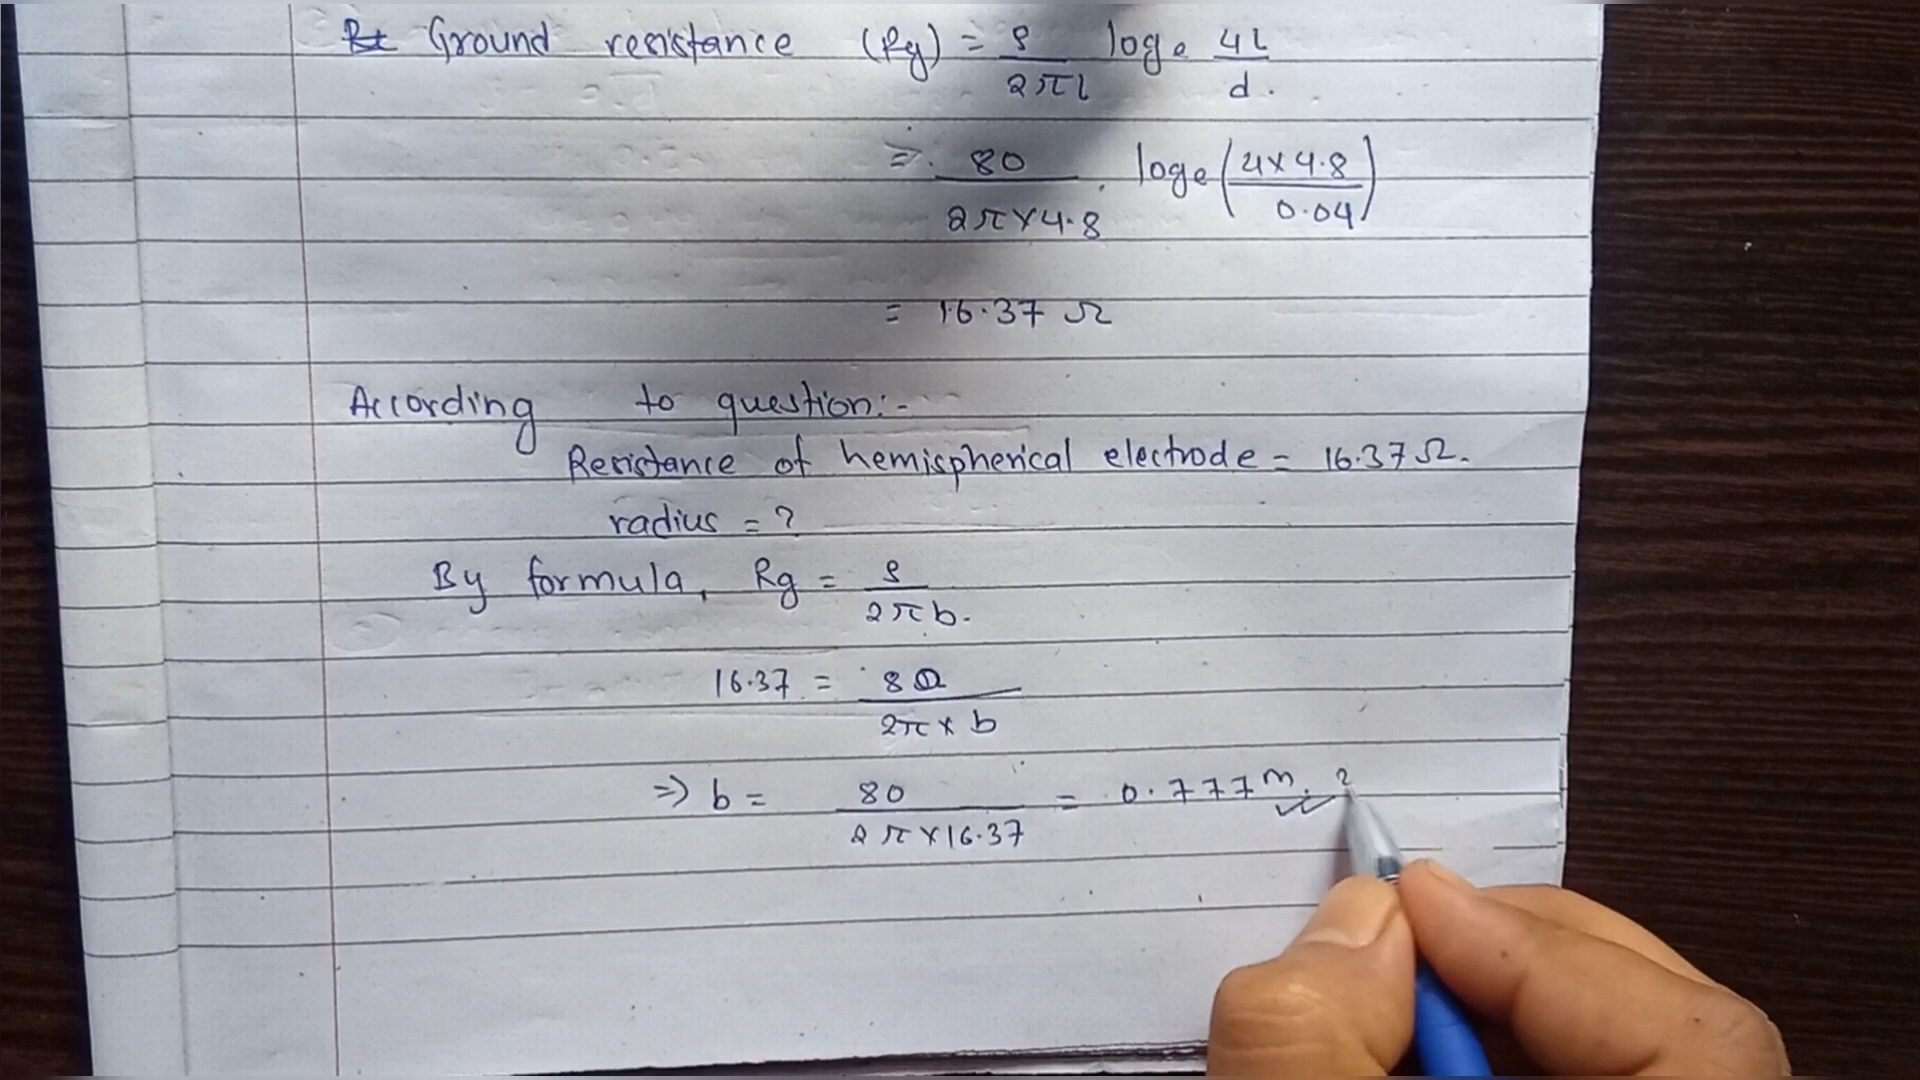 Ground resistance (Rg) = ρ/2πl loge 4l/d.
⇒ 80/2π×4.8 . loge (4×4.8/0.04)
= 16.37 Ω
According to question:-
Resistance of hemispherical electrode = 16.37 Ω.
radius = ?
By formula, Rg = ρ/2πb.
16.37 = 80/2π×b
⇒ b = 80/2π×16.37 = 0.777 m. ?